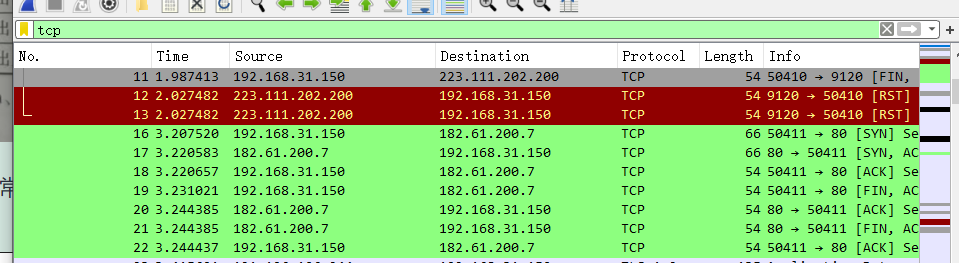 tcp
No. Time Source Destination Protocol Length Info
11 1.987413 192.168.31.150 223.111.202.200 TCP 54 50410 → 9120 [FIN,
12 2.027482 223.111.202.200 192.168.31.150 TCP 54 9120 → 50410 [RST]
13 2.027482 223.111.202.200 192.168.31.150 TCP 54 9120 → 50410 [RST]
16 3.207520 192.168.31.150 182.61.200.7 TCP 66 50411 → 80 [SYN] Se
17 3.220583 182.61.200.7 192.168.31.150 TCP 66 80 → 50411 [SYN, AC
18 3.220657 192.168.31.150 182.61.200.7 TCP 54 50411 → 80 [ACK] Se
19 3.231021 192.168.31.150 182.61.200.7 TCP 54 50411 → 80 [FIN, AC
20 3.244385 182.61.200.7 192.168.31.150 TCP 54 80 → 50411 [ACK] Se
21 3.244385 182.61.200.7 192.168.31.150 TCP 54 80 → 50411 [FIN, AC
22 3.244437 192.168.31.150 182.61.200.7 TCP 54 50411 → 80 [ACK] Se